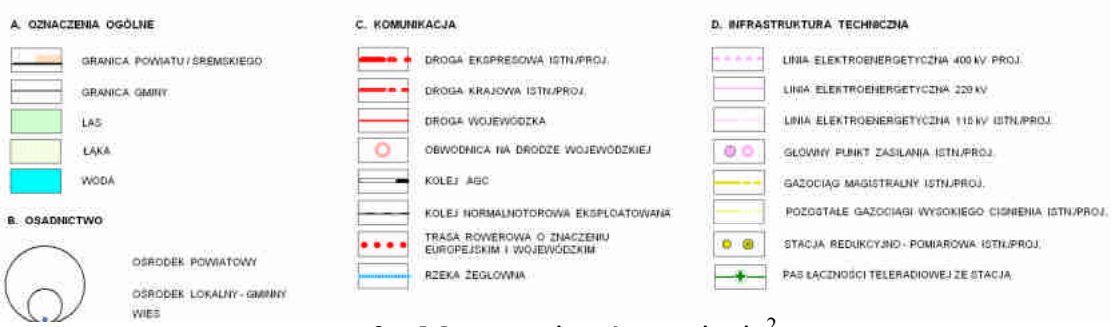 A. OZNACZENIA OGÓLNE
GRANICA POWIATU ŚREMSKIEGO
GRANICA GMINY
LAS
ŁĄKA
WODA
B. OSADNICTWO
OŚRODEK POWIATOWY
OŚRODEK LOKALNY - GMINNY
WIEŚ
C. KOMUNIKACJA
DROGA EKSPRESOWA ISTN./PROJ.
DROGA KRAJOWA ISTN./PROJ.
DROGA WOJEWÓDZKA
OBWODNICA NA DRODZE WOJEWÓDZKIEJ
KOLEJ AGC
KOLEJ NORMALNOTOROWA EKSPLOATOWANA
TRASA ROWEROWA O ZNACZENIU
EUROPEJSKIM I WOJEWÓDZKIM
RZEKA ŻEGLOWNA
D. INFRASTRUKTURA TECHNICZNA
LINIA ELEKTROENERGETYCZNA 400 kV PROJ.
LINIA ELEKTROENERGETYCZNA 220 kV
LINIA ELEKTROENERGETYCZNA 110 kV ISTN./PROJ.
GŁÓWNY PUNKT ZASILANIA ISTN./PROJ.
GAZOCIĄG MAGISTRALNY ISTN./PROJ.
POZOSTAŁE GAZOCIĄGI WYSOKIEGO CIŚNIENIA ISTN./PROJ.
STACJA REDUKCYJNO - POMIAROWA ISTN./PROJ.
PAS ŁĄCZNOŚCI TELERADIOWEJ ZE STACJĄ